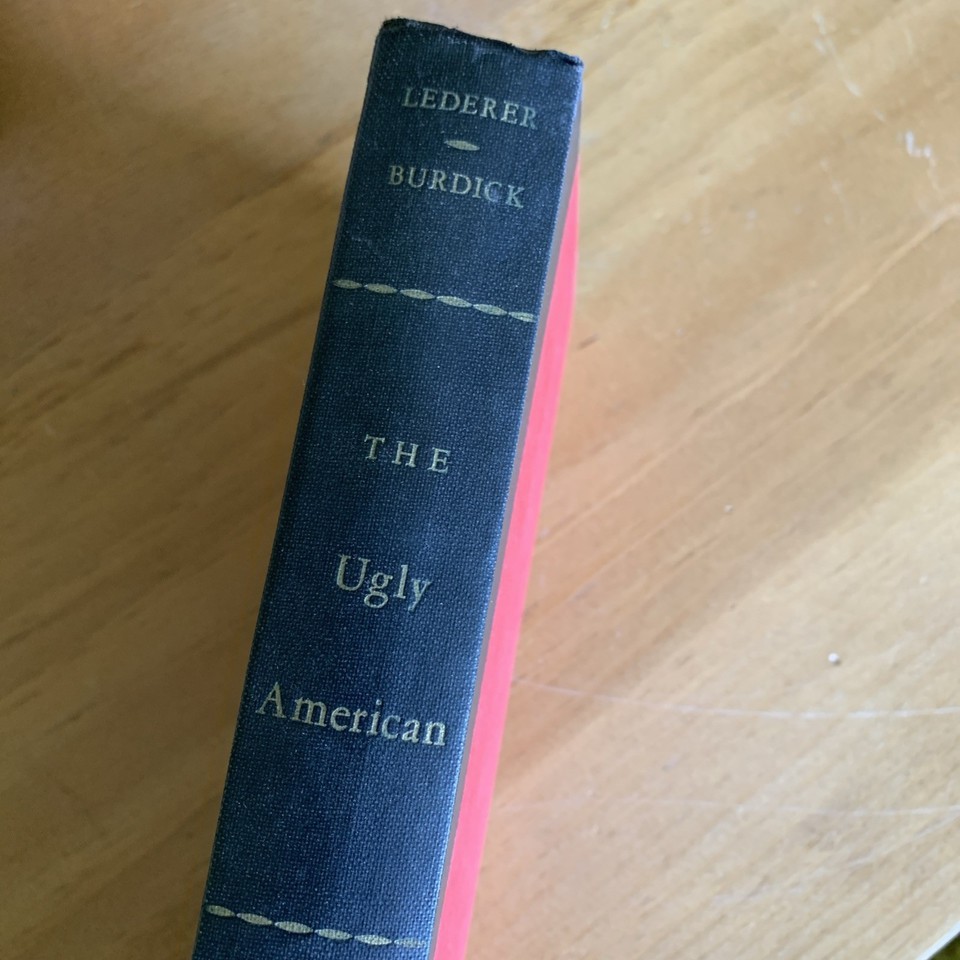 LEDERER
BURDICK
THE
Ugly
American